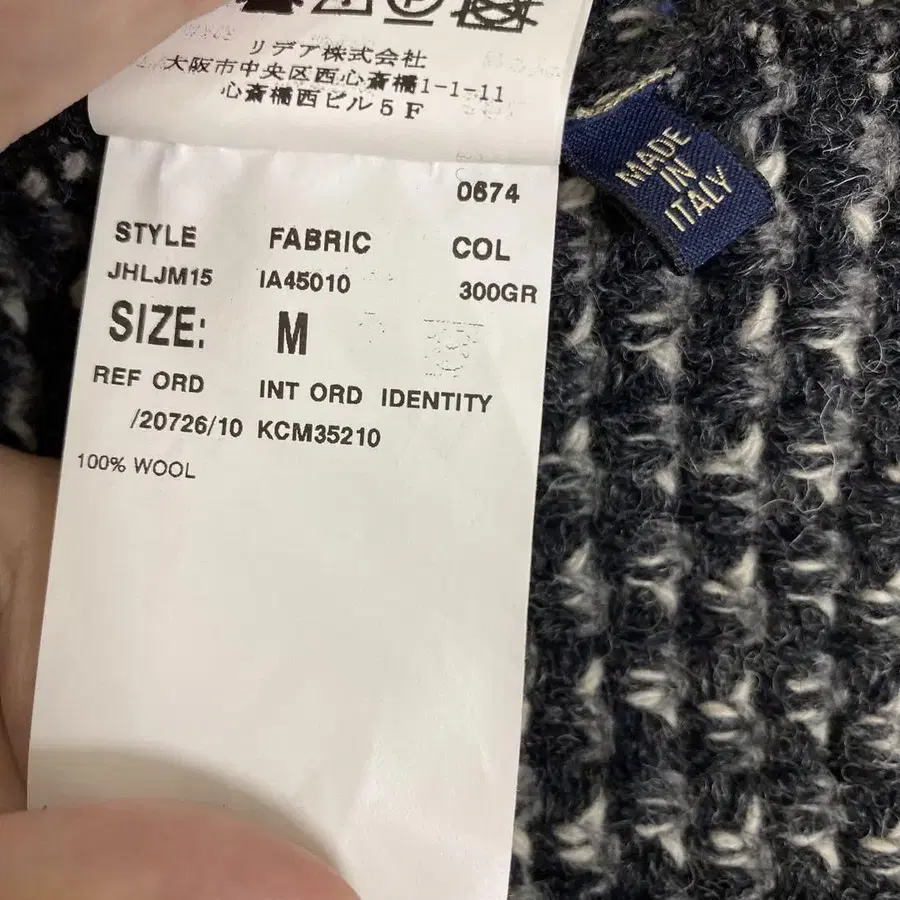 リデア株式会社
大阪市中央区西心斎橋1-1-11
心斎橋西ビル5F
MADE
IN
ITALY
0674
STYLE FABRIC COL
JHLJM15 IA45010 300GR
SIZE: M
REF ORD INT ORD IDENTITY
/20726/10 KCM35210
100% WOOL